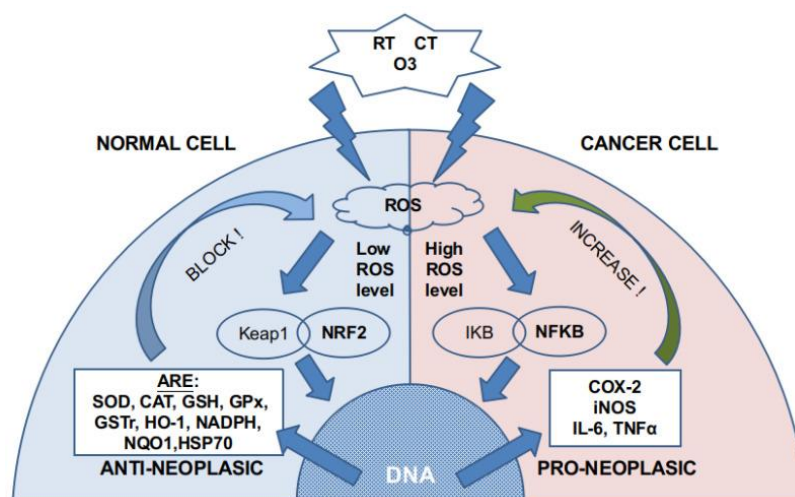 RT CT
O3
NORMAL CELL
CANCER CELL
ROS
BLOCK !
INCREASE !
Low
ROS
level
High
ROS
level
Keap1
NRF2
IKB
NFKB
ARE:
SOD, CAT, GSH, GPx,
GSTr, HO-1, NADPH,
NQO1,HSP70
COX-2
iNOS
IL-6, TNFα
ANTI-NEOPLASIC
DNA
PRO-NEOPLASIC